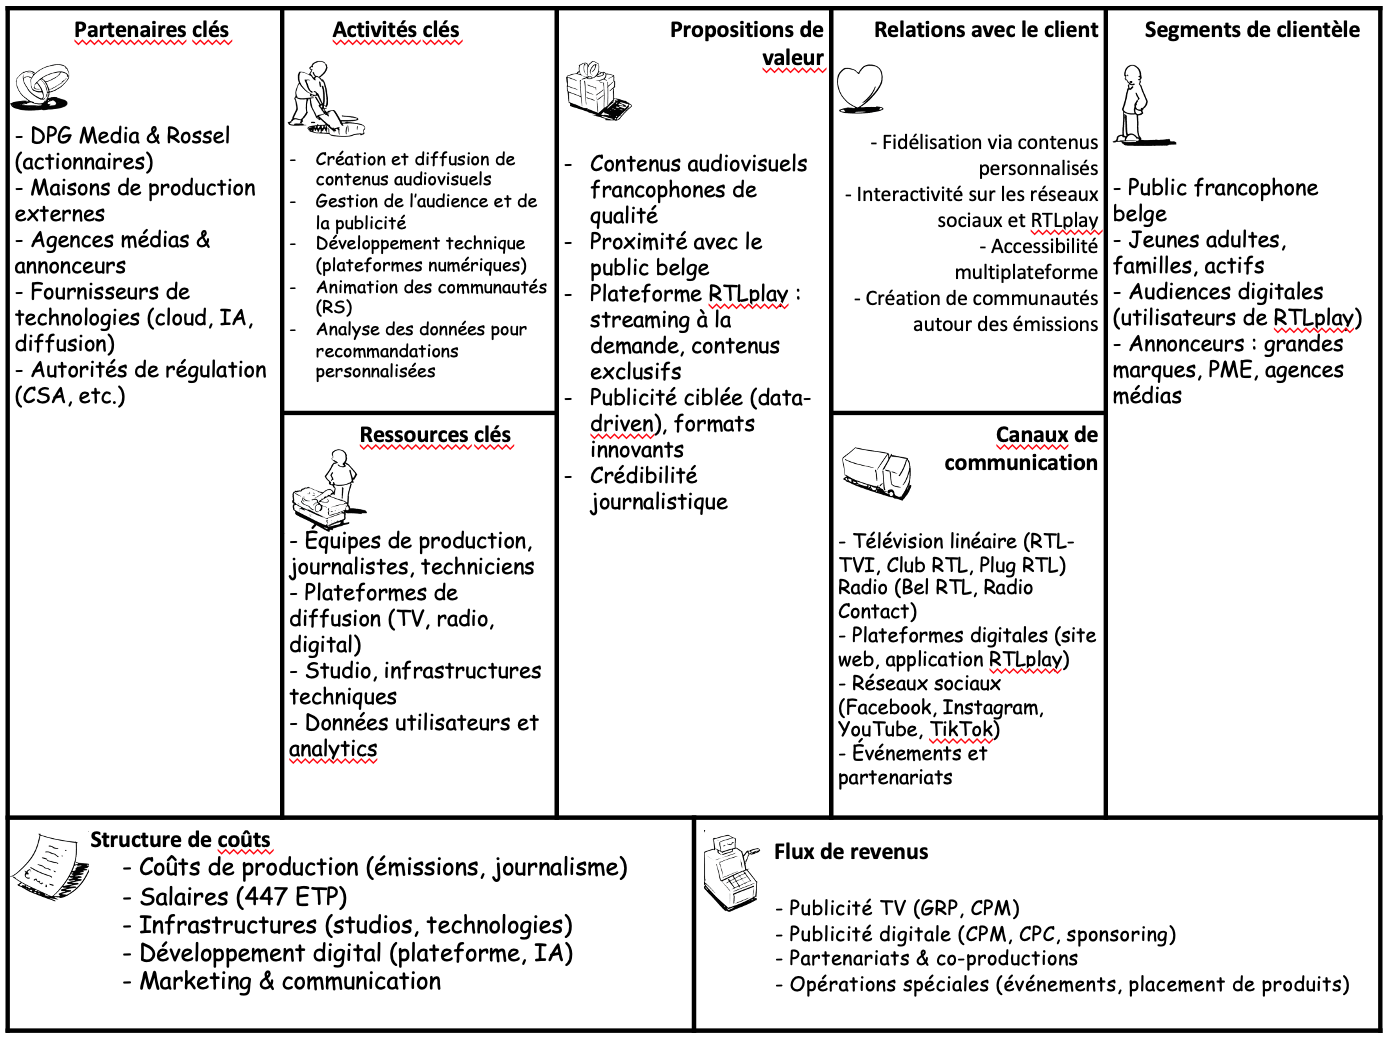 Partenaires clés
- DPG Media & Rossel
(actionnaires)
- Maisons de production
externes
- Agences médias &
annonceurs
- Fournisseurs de
technologies (cloud, IA,
diffusion)
- Autorités de régulation
(CSA, etc.)
Activités clés
- Création et diffusion de
contenus audiovisuels
- Gestion de l'audience et de
la publicité
- Développement technique
(plateformes numériques)
- Animation des communautés
(RS)
- Analyse des données pour
recommandations
personnalisées
Ressources clés
- Équipes de production,
journalistes, techniciens
- Plateformes de
diffusion (TV, radio,
digital)
- Studio, infrastructures
techniques
- Données utilisateurs et
analytics
Propositions de
valeur
- Contenus audiovisuels
francophones de
qualité
- Proximité avec le
public belge
- Plateforme RTLplay :
streaming à la
demande, contenus
exclusifs
- Publicité ciblée (data-
driven), formats
innovants
- Crédibilité
journalistique
Relations avec le client
- Fidélisation via contenus
personnalisés
- Interactivité sur les réseaux
sociaux et RTLplay
- Accessibilité
multiplateforme
- Création de communautés
autour des émissions
Canaux de
communication
- Télévision linéaire (RTL-
TVI, Club RTL, Plug RTL)
Radio (Bel RTL, Radio
Contact)
- Plateformes digitales (site
web, application RTLplay)
- Réseaux sociaux
(Facebook, Instagram,
YouTube, TikTok)
- Événements et
partenariats
Segments de clientèle
- Public francophone
belge
- Jeunes adultes,
familles, actifs
- Audiences digitales
(utilisateurs de RTLplay)
- Annonceurs : grandes
marques, PME, agences
médias
Structure de coûts
- Coûts de production (émissions, journalisme)
- Salaires (447 ETP)
- Infrastructures (studios, technologies)
- Développement digital (plateforme, IA)
- Marketing & communication
Flux de revenus
- Publicité TV (GRP, CPM)
- Publicité digitale (CPM, CPC, sponsoring)
- Partenariats & co-productions
- Opérations spéciales (événements, placement de produits)